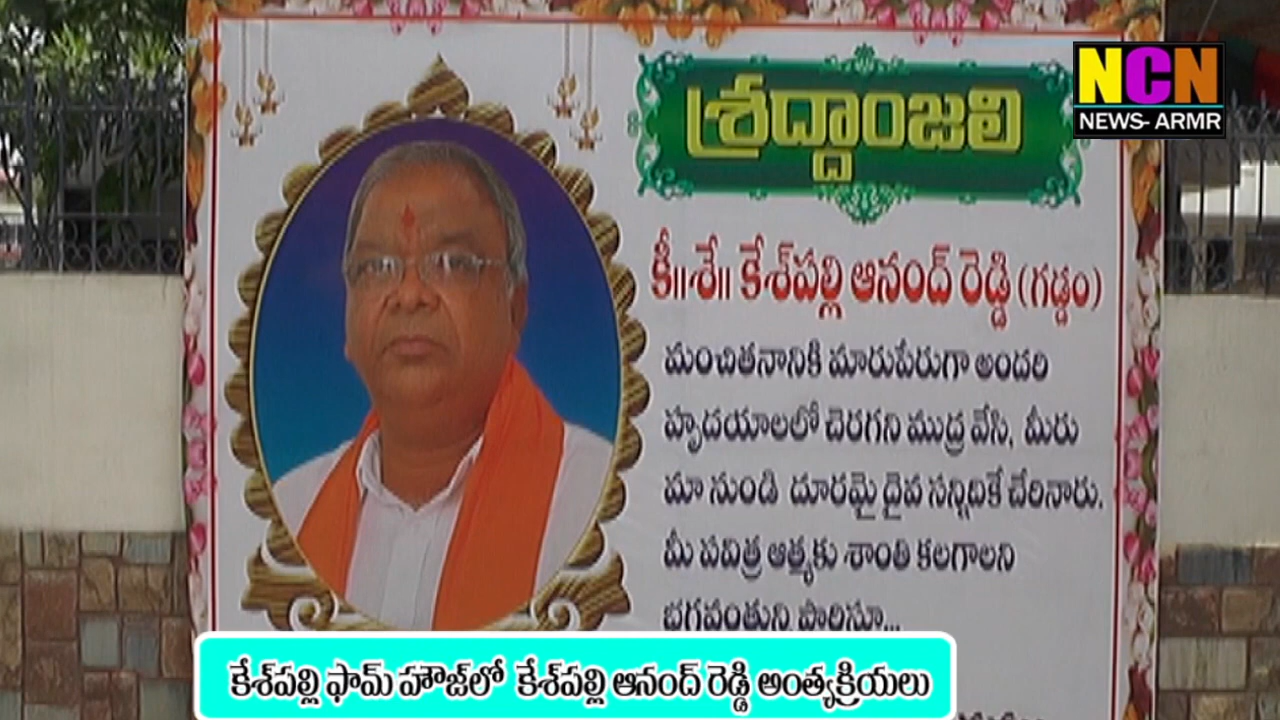 NCN
NEWS- ARMR
శ్రద్ధాంజలి
కీ||శే|| కేశ్‌పల్లి ఆనంద్ రెడ్డి (గడ్డం)
మంచితనానికి మారుపేరుగా అందరి
హృదయాలలో చెరగని ముద్ర వేసి, మీరు
మా నుండి దూరమై దైవ సన్నిదికే చేరినారు.
మీ పవిత్ర ఆత్మకు శాంతి కలగాలని
భగవంతుని
కేశ్‌పల్లి ఫామ్ హౌజ్‌లో కేశ్‌పల్లి ఆనంద్ రెడ్డి అంత్యక్రియలు